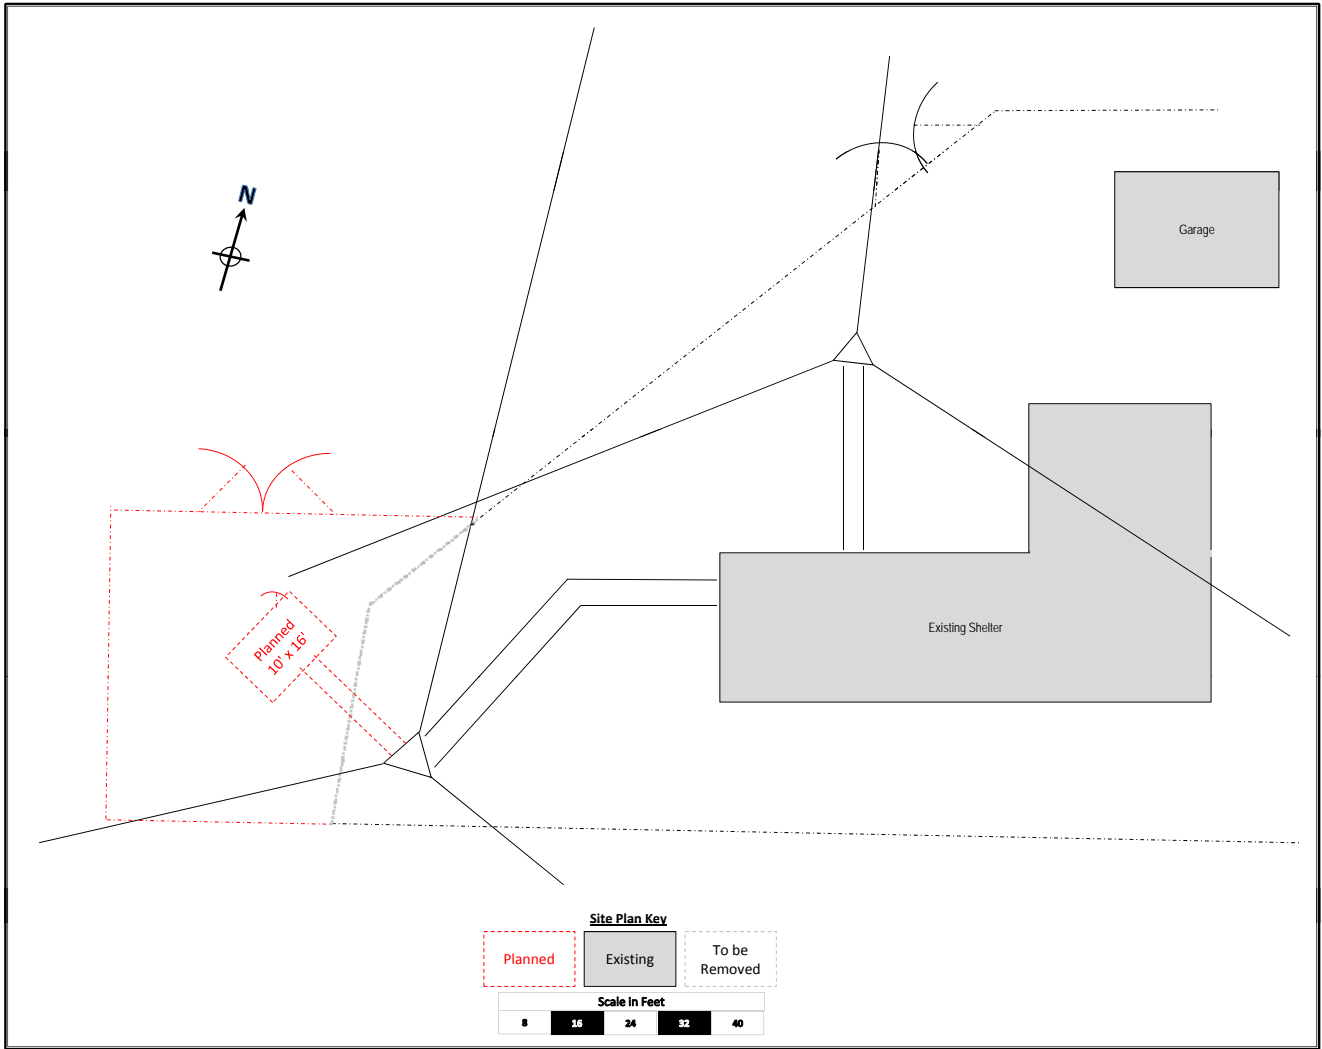 N
Garage
Planned
10' x 16'
Existing Shelter
Site Plan Key
Planned
Existing
To be
Removed
Scale in Feet
8 16 24 32 40